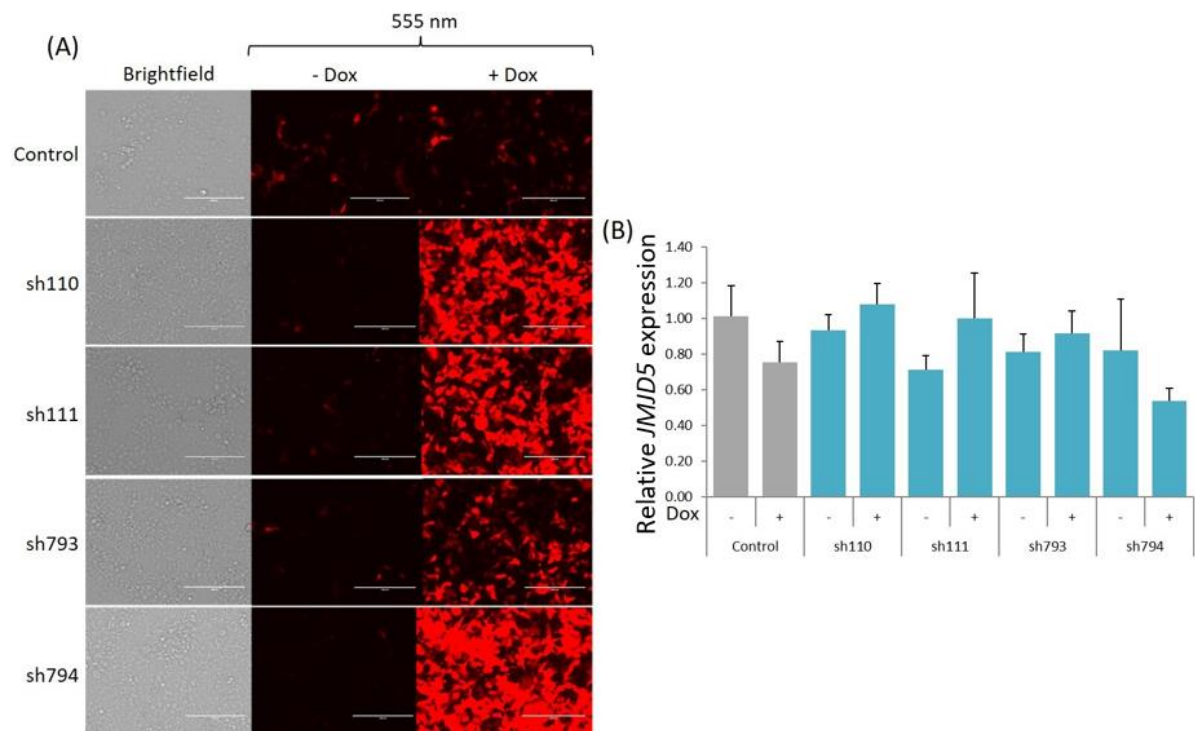 555 nm
(A)
Brightfield - Dox + Dox
Control
sh110
sh111
sh793
sh794
(B)
Relative JMJD5 expression
1.40
1.20
1.00
0.80
0.60
0.40
0.20
0.00
Dox - + - + - + - + - +
Control sh110 sh111 sh793 sh794